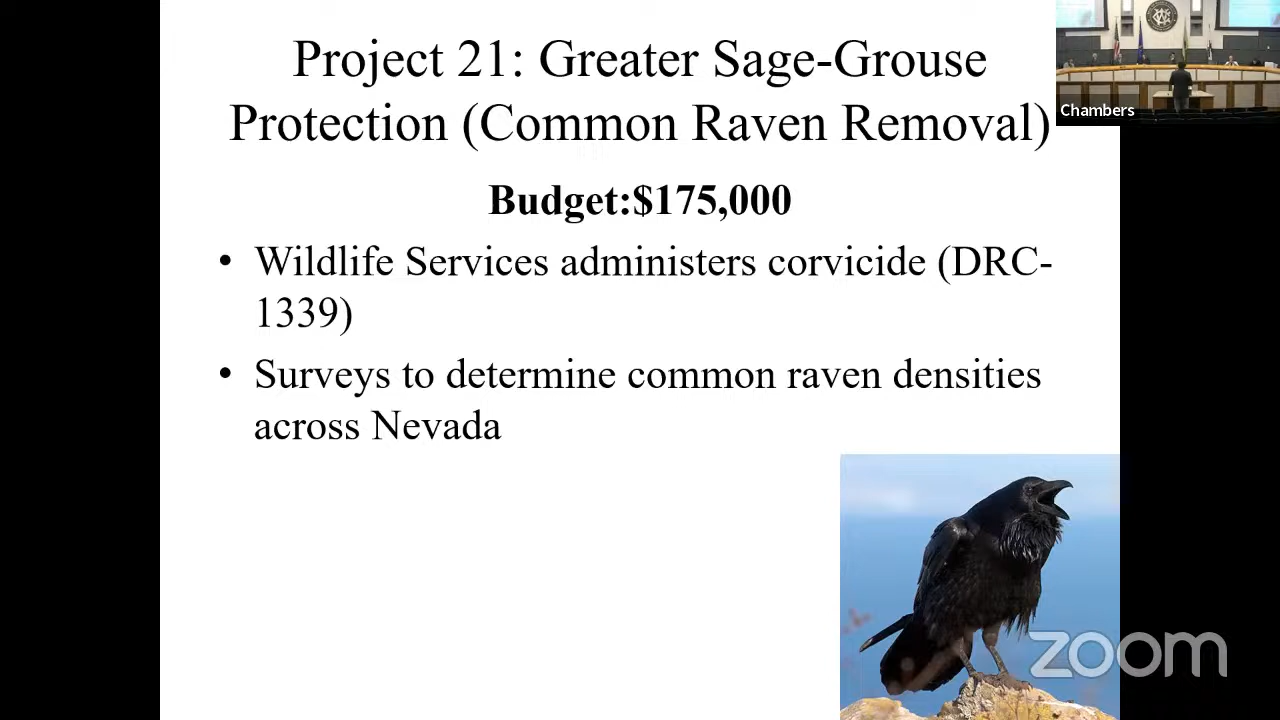 Project 21: Greater Sage-Grouse
Protection (Common Raven Removal)
Chambers
Budget:$175,000
• Wildlife Services administers corvicide (DRC-
1339)
• Surveys to determine common raven densities
across Nevada
zoom